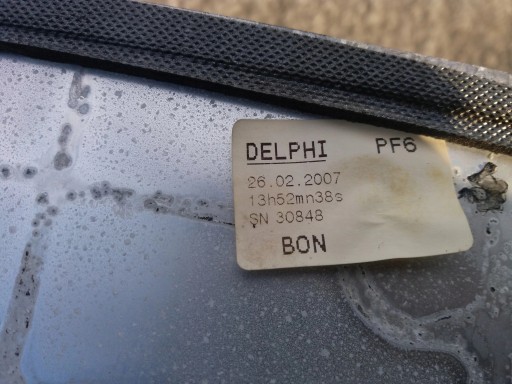 DELPHI PF6
26.02.2007
13h52mn38s
SN 30848
BON